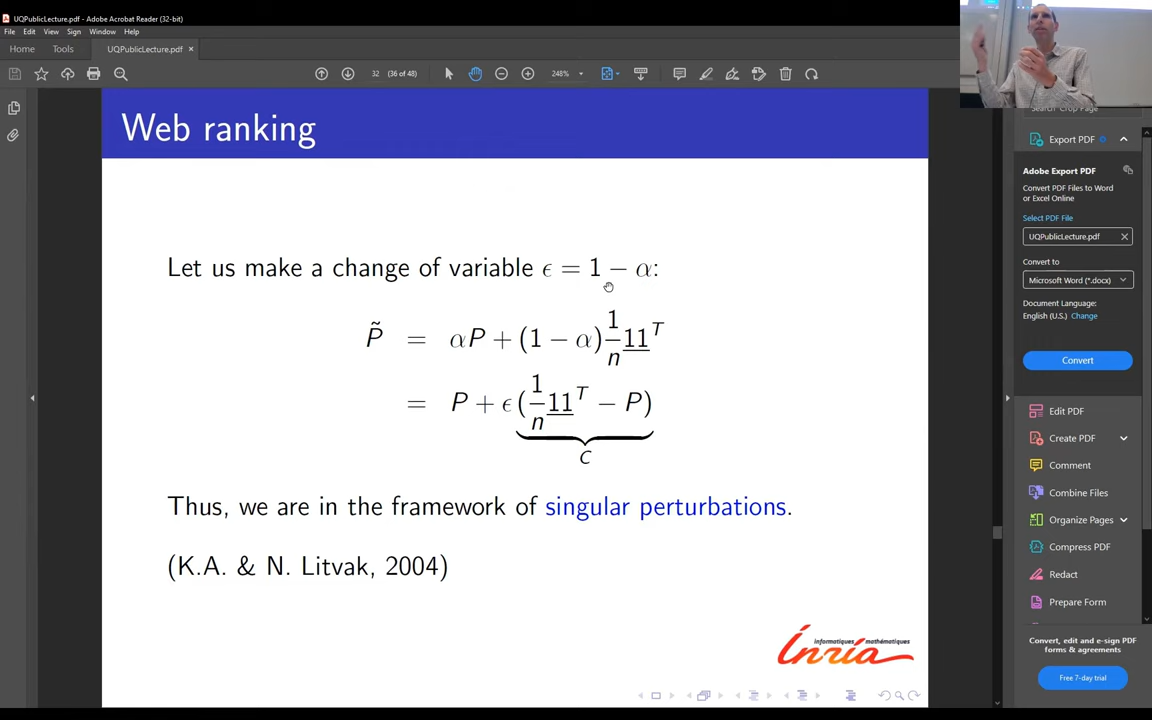 UQPublicLecture.pdf - Adobe Acrobat Reader (32-bit)
File Edit View Sign Window Help
Home Tools UQPublicLecture.pdf ×
32 (36 of 48) 248%
Web ranking
Let us make a change of variable ϵ = 1 − α:
P̃ = αP + (1 − α) 1/n 11^T
= P + ϵ (1/n 11^T − P)
C
Thus, we are in the framework of singular perturbations.
(K.A. & N. Litvak, 2004)
informatiques mathématiques
Inria
Search 'Crop Page'
Export PDF
Adobe Export PDF
Convert PDF Files to Word
or Excel Online
Select PDF File
UQPublicLecture.pdf
Convert to
Microsoft Word (*.docx)
Document Language:
English (U.S.) Change
Convert
Edit PDF
Create PDF
Comment
Combine Files
Organize Pages
Compress PDF
Redact
Prepare Form
Convert, edit and e-sign PDF
forms & agreements
Free 7-day trial